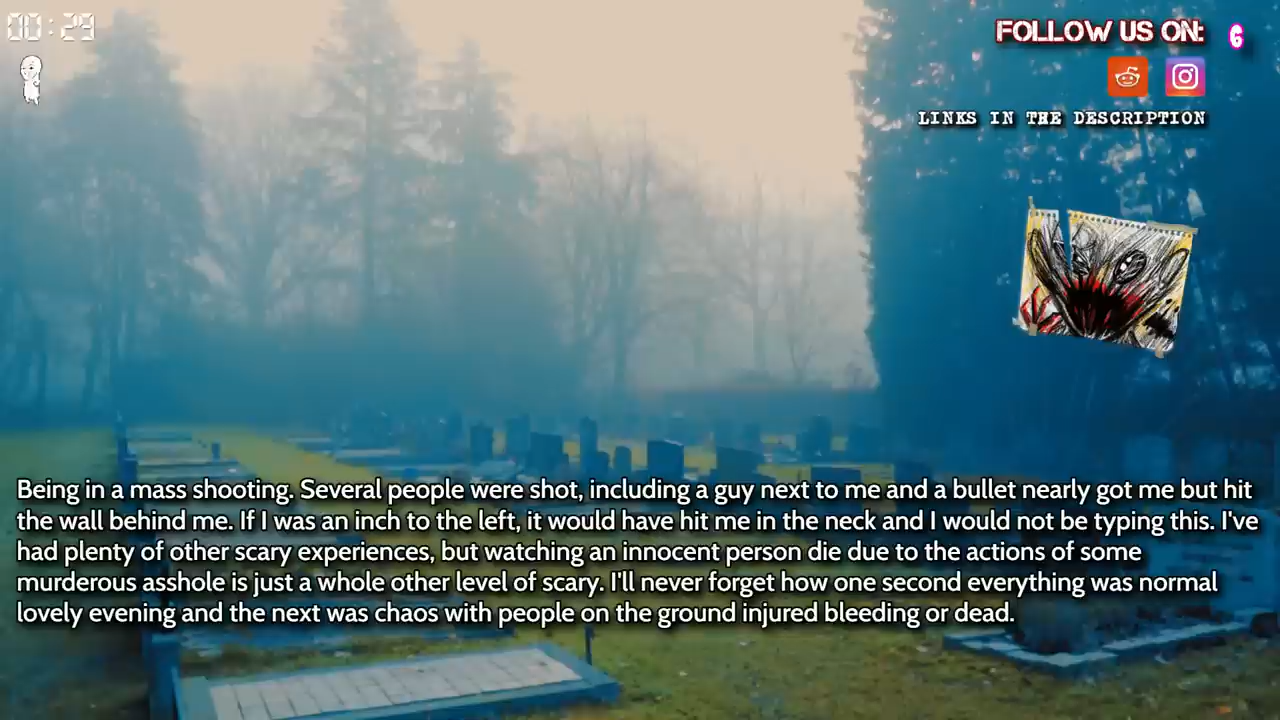 00:29
FOLLOW US ON: 6
LINKS IN THE DESCRIPTION
Being in a mass shooting. Several people were shot, including a guy next to me and a bullet nearly got me but hit
the wall behind me. If I was an inch to the left, it would have hit me in the neck and I would not be typing this. I've
had plenty of other scary experiences, but watching an innocent person die due to the actions of some
murderous asshole is just a whole other level of scary. I'll never forget how one second everything was normal
lovely evening and the next was chaos with people on the ground injured bleeding or dead.